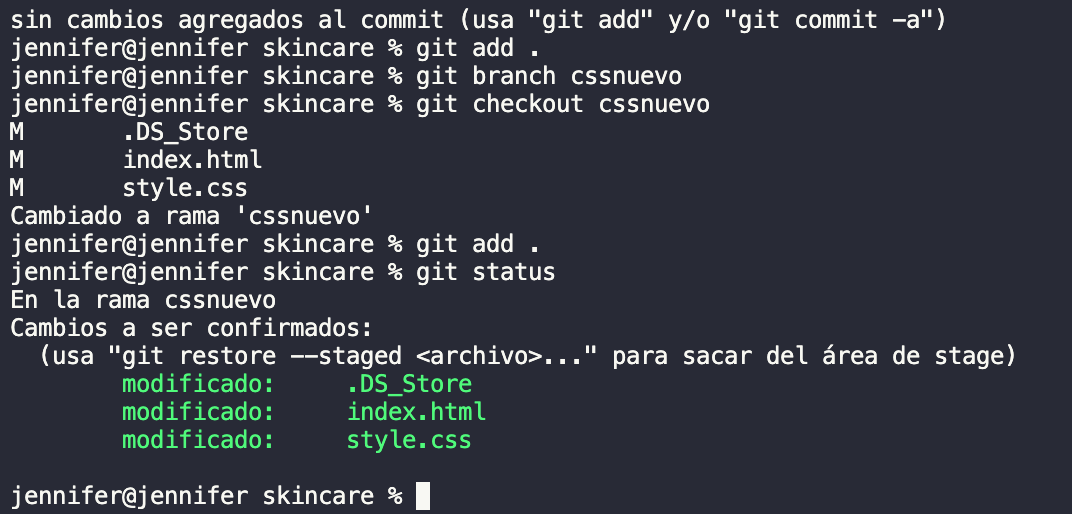 sin cambios agregados al commit (usa "git add" y/o "git commit -a")
jennifer@jennifer skincare % git add .
jennifer@jennifer skincare % git branch cssnuevo
jennifer@jennifer skincare % git checkout cssnuevo
M       .DS_Store
M       index.html
M       style.css
Cambiado a rama 'cssnuevo'
jennifer@jennifer skincare % git add .
jennifer@jennifer skincare % git status
En la rama cssnuevo
Cambios a ser confirmados:
  (usa "git restore --staged <archivo>..." para sacar del área de stage)
        modificado:     .DS_Store
        modificado:     index.html
        modificado:     style.css
jennifer@jennifer skincare %